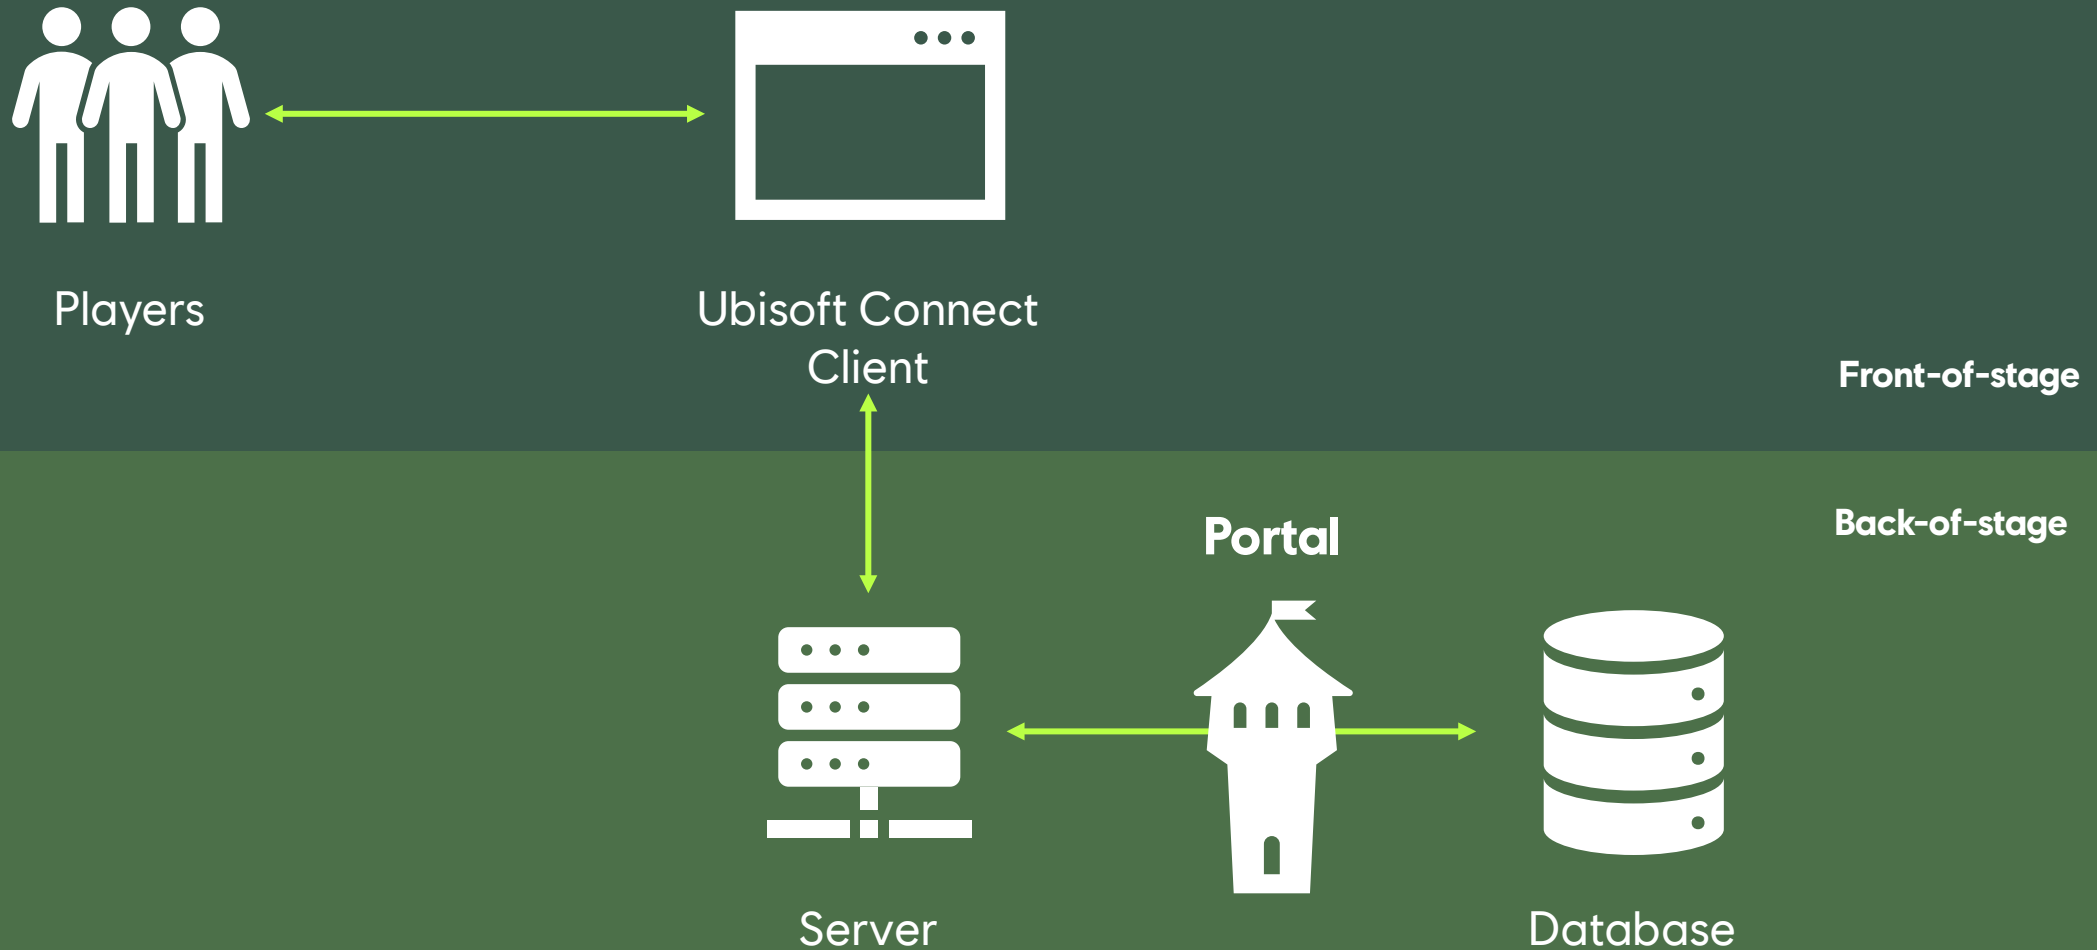 Players
Ubisoft Connect
Client
Front-of-stage
Back-of-stage
Portal
Server
Database